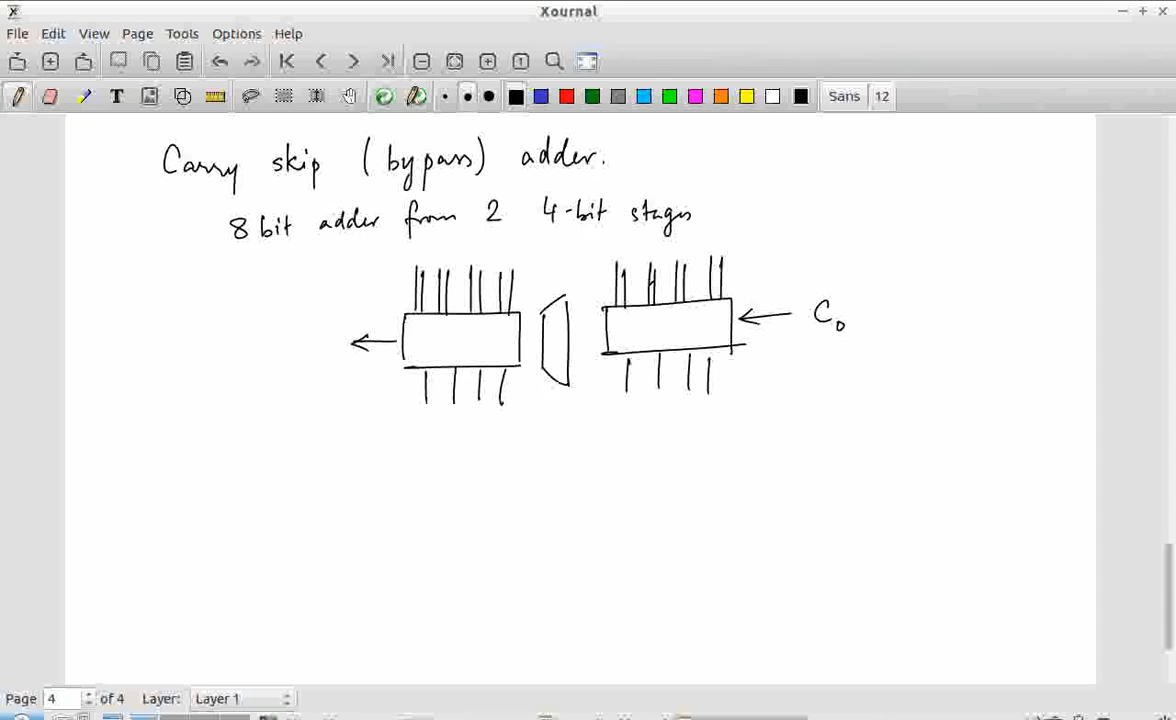 Xournal
File Edit View Page Tools Options Help
T Sans 12
Carry skip (bypass) adder.
8 bit adder from 2 4-bit stages
C0
Page 4 of 4 Layer: Layer 1